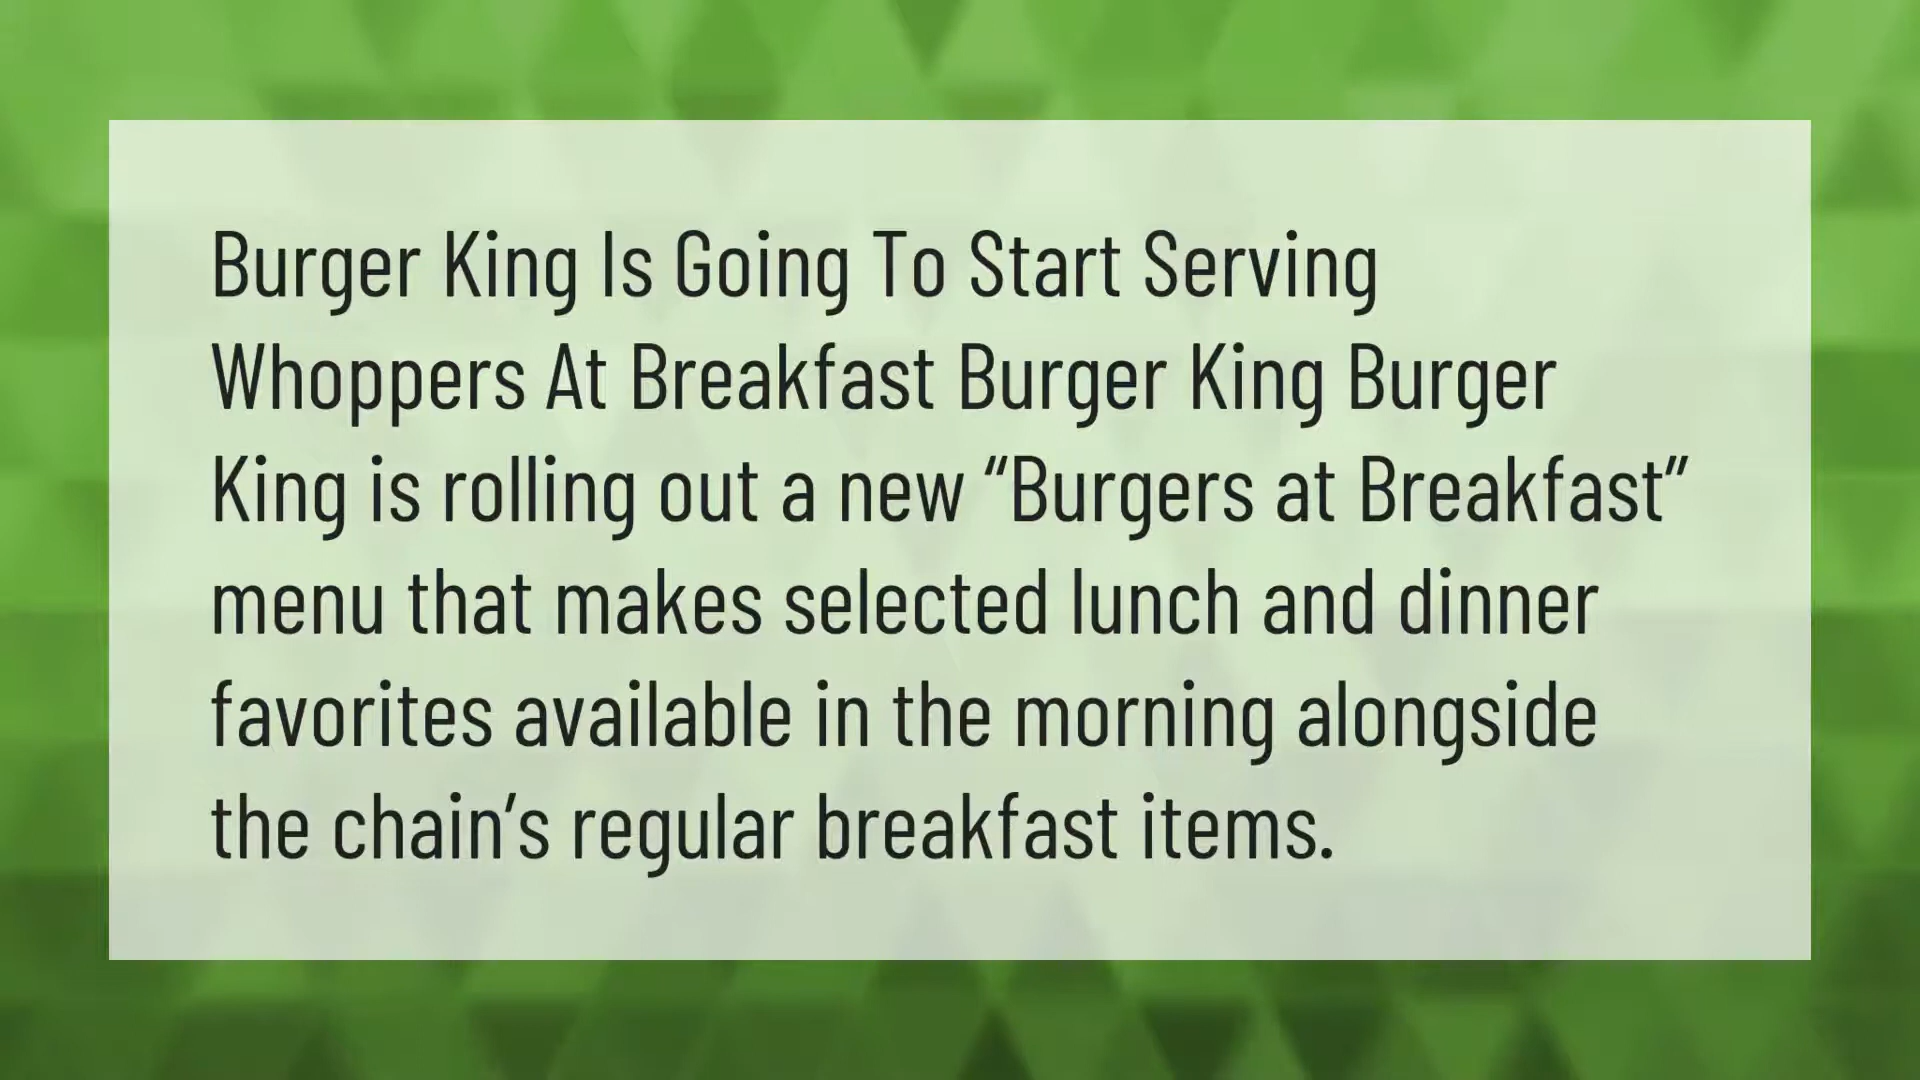 Burger King Is Going To Start Serving
Whoppers At Breakfast Burger King Burger
King is rolling out a new “Burgers at Breakfast”
menu that makes selected lunch and dinner
favorites available in the morning alongside
the chain’s regular breakfast items.